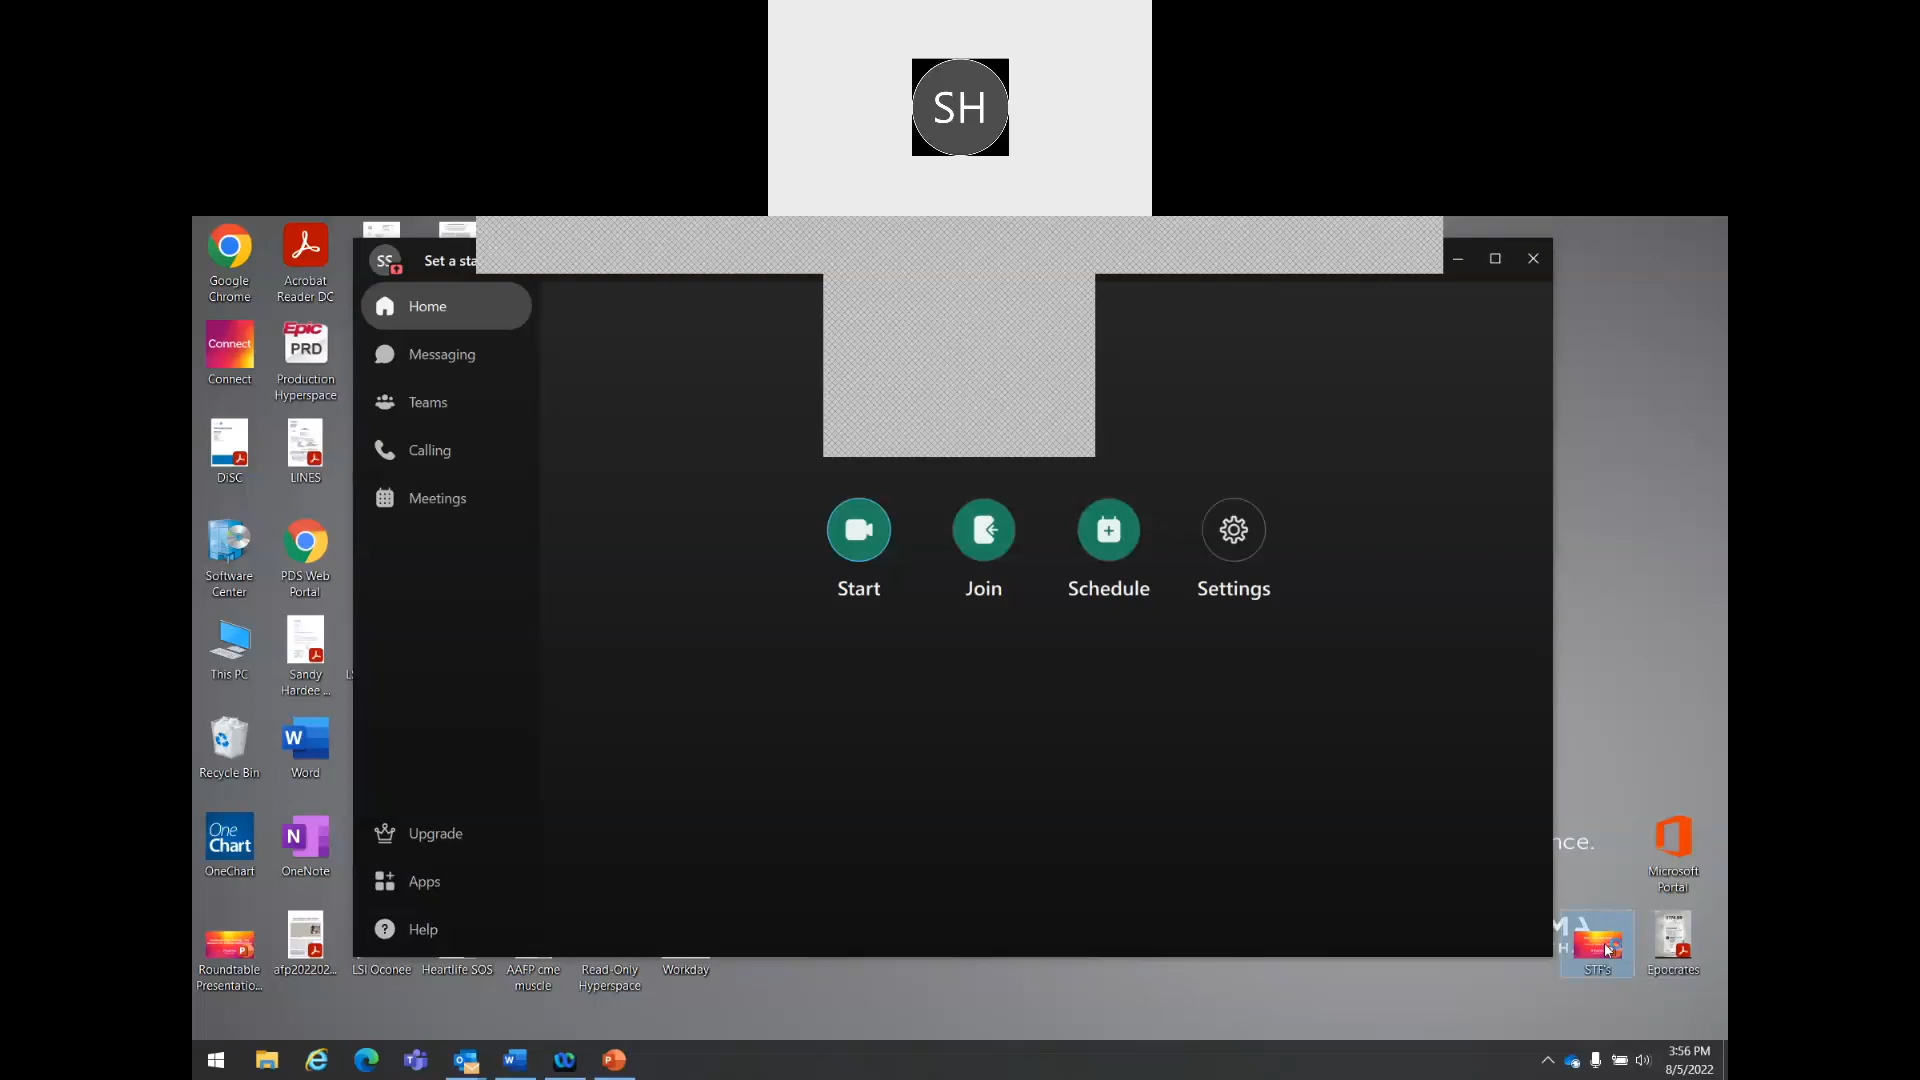 SH
SS
Set a sta
Home
Messaging
Teams
Calling
Meetings
Upgrade
Apps
Help
Start
Join
Schedule
Settings
Google
Chrome
Acrobat
Reader DC
Connect
Connect
Epic
PRD
Production
Hyperspace
DiSC
LINES
Software
Center
PDS Web
Portal
This PC
Sandy
Hardee ...
LS
Recycle Bin
W
Word
One
Chart
OneChart
N
OneNote
Roundtable
Presentatio...
afp202202...
LSI Oconee
Heartlife SOS
AAFP cme
muscle
Read-Only
Hyperspace
Workday
nce.
Microsoft
Portal
MA
STF's
Epocrates
3:56 PM
8/5/2022